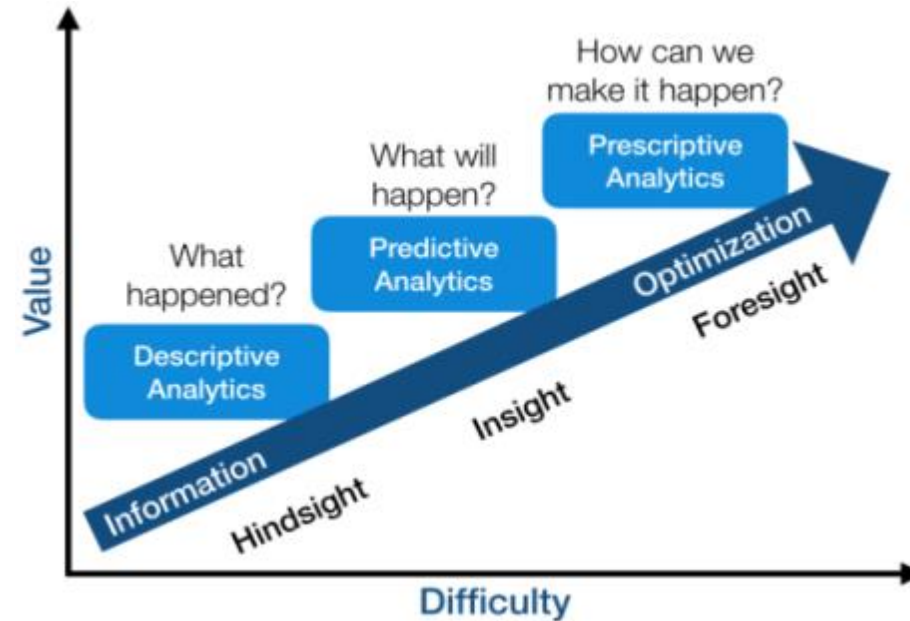 How can we
make it happen?
Prescriptive
Analytics
What will
happen?
Predictive
Analytics
What
happened?
Descriptive
Analytics
Value
Information
Optimization
Hindsight
Insight
Foresight
Difficulty